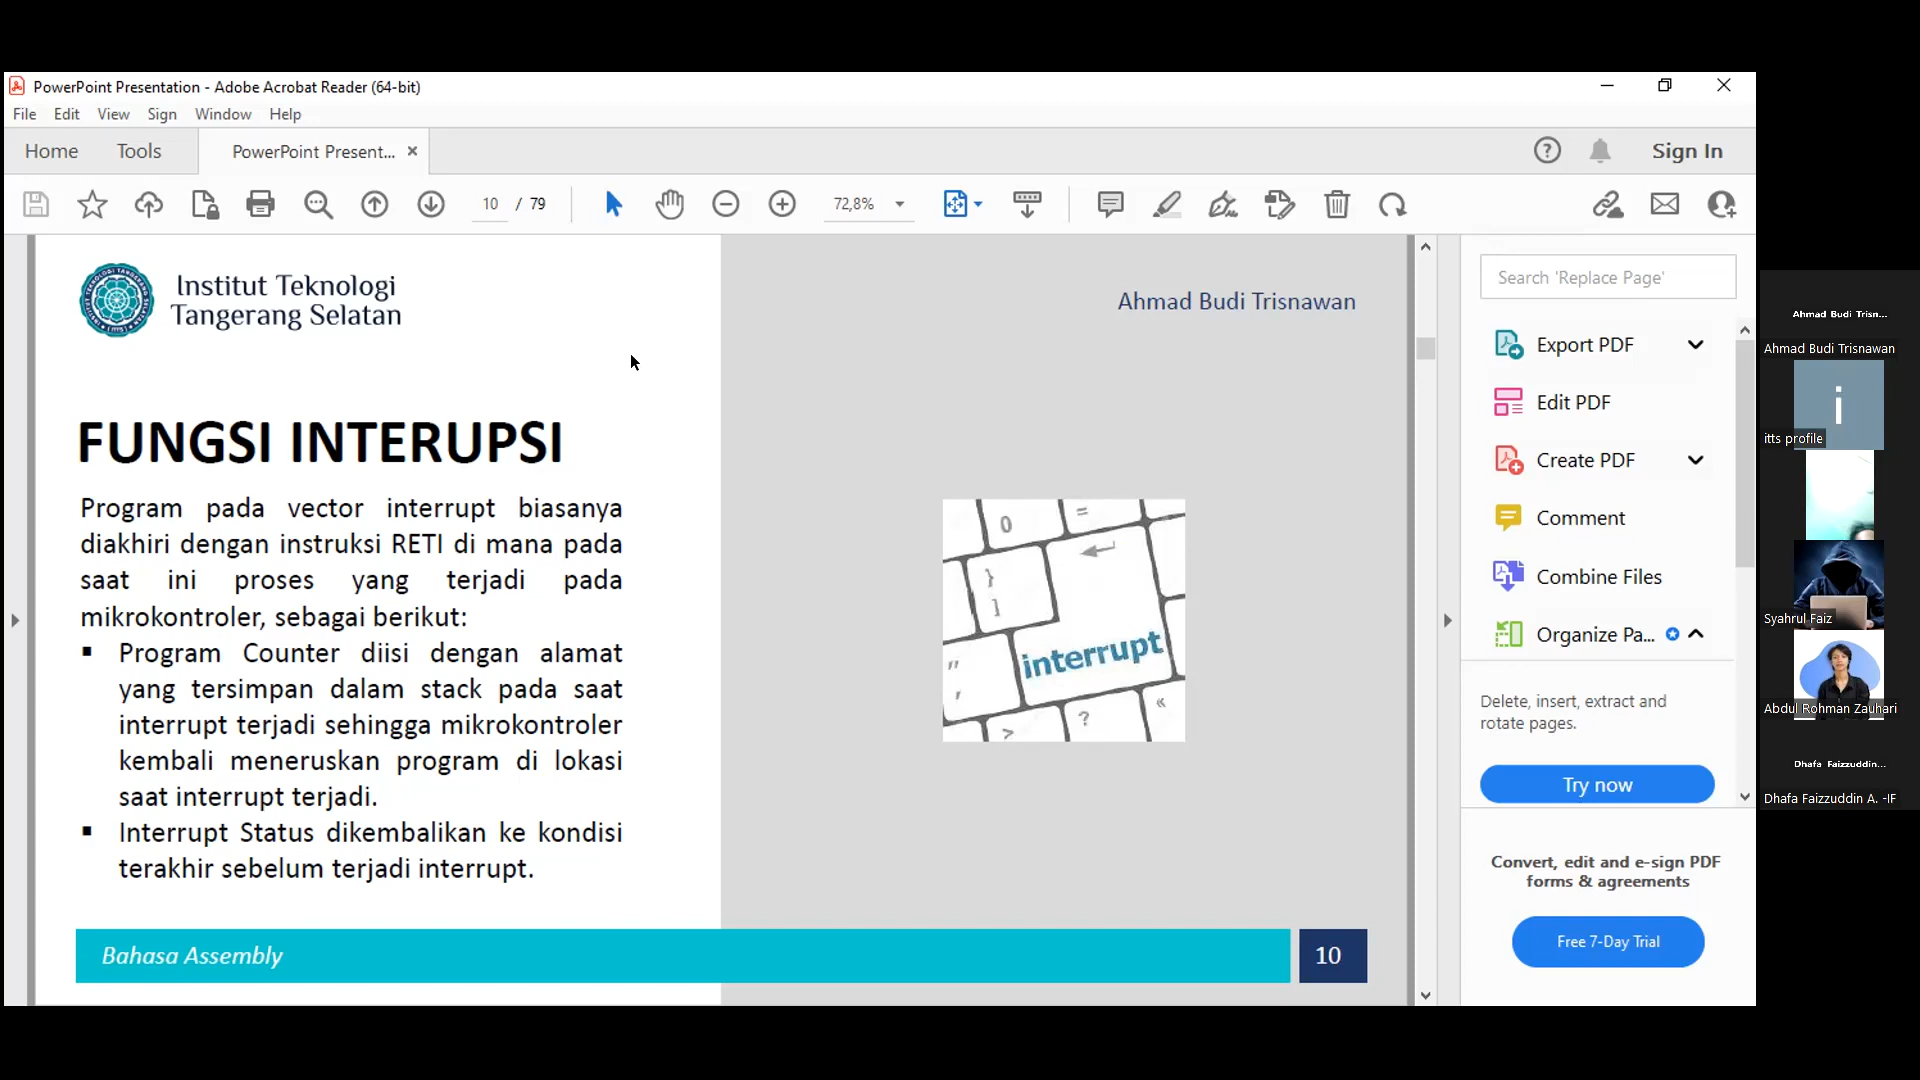 PowerPoint Presentation - Adobe Acrobat Reader (64-bit)
File Edit View Sign Window Help
Home Tools PowerPoint Present... Sign In
10 / 79 72,8%
Institut Teknologi
Tangerang Selatan
Ahmad Budi Trisnawan
FUNGSI INTERUPSI
Program pada vector interrupt biasanya
diakhiri dengan instruksi RETI di mana pada
saat ini proses yang terjadi pada
mikrokontroler, sebagai berikut:
▪ Program Counter diisi dengan alamat
yang tersimpan dalam stack pada saat
interrupt terjadi sehingga mikrokontroler
kembali meneruskan program di lokasi
saat interrupt terjadi.
▪ Interrupt Status dikembalikan ke kondisi
terakhir sebelum terjadi interrupt.
0 =
}
]
interrupt
"
,
> ? «
Bahasa Assembly
10
Search 'Replace Page'
Export PDF
Edit PDF
Create PDF
Comment
Combine Files
Organize Pa...
Delete, insert, extract and
rotate pages.
Try now
Convert, edit and e-sign PDF
forms & agreements
Free 7-Day Trial
Ahmad Budi Trisn...
Ahmad Budi Trisnawan
i
itts profile
Syahrul Faiz
Abdul Rohman Zauhari
Dhafa Faizzuddin...
Dhafa Faizzuddin A. -IF